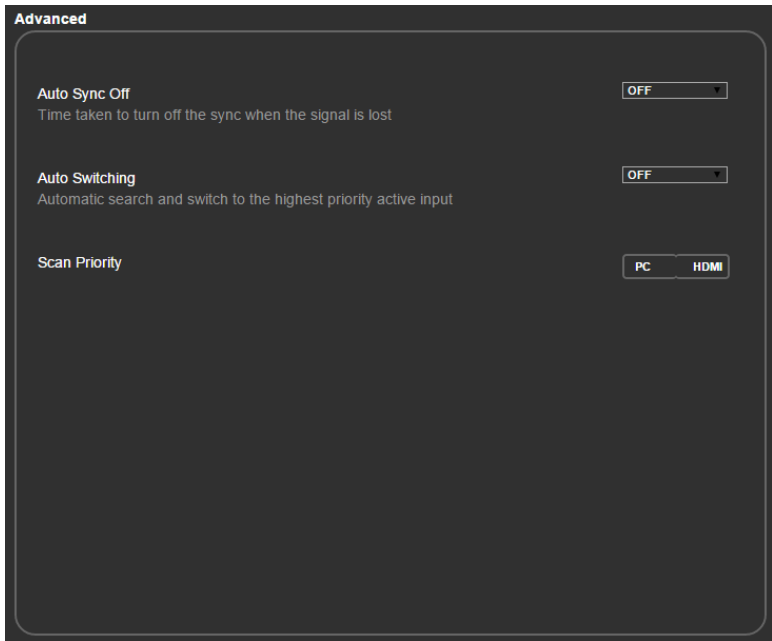 Advanced
Auto Sync Off
OFF
Time taken to turn off the sync when the signal is lost
Auto Switching
OFF
Automatic search and switch to the highest priority active input
Scan Priority
PC HDMI